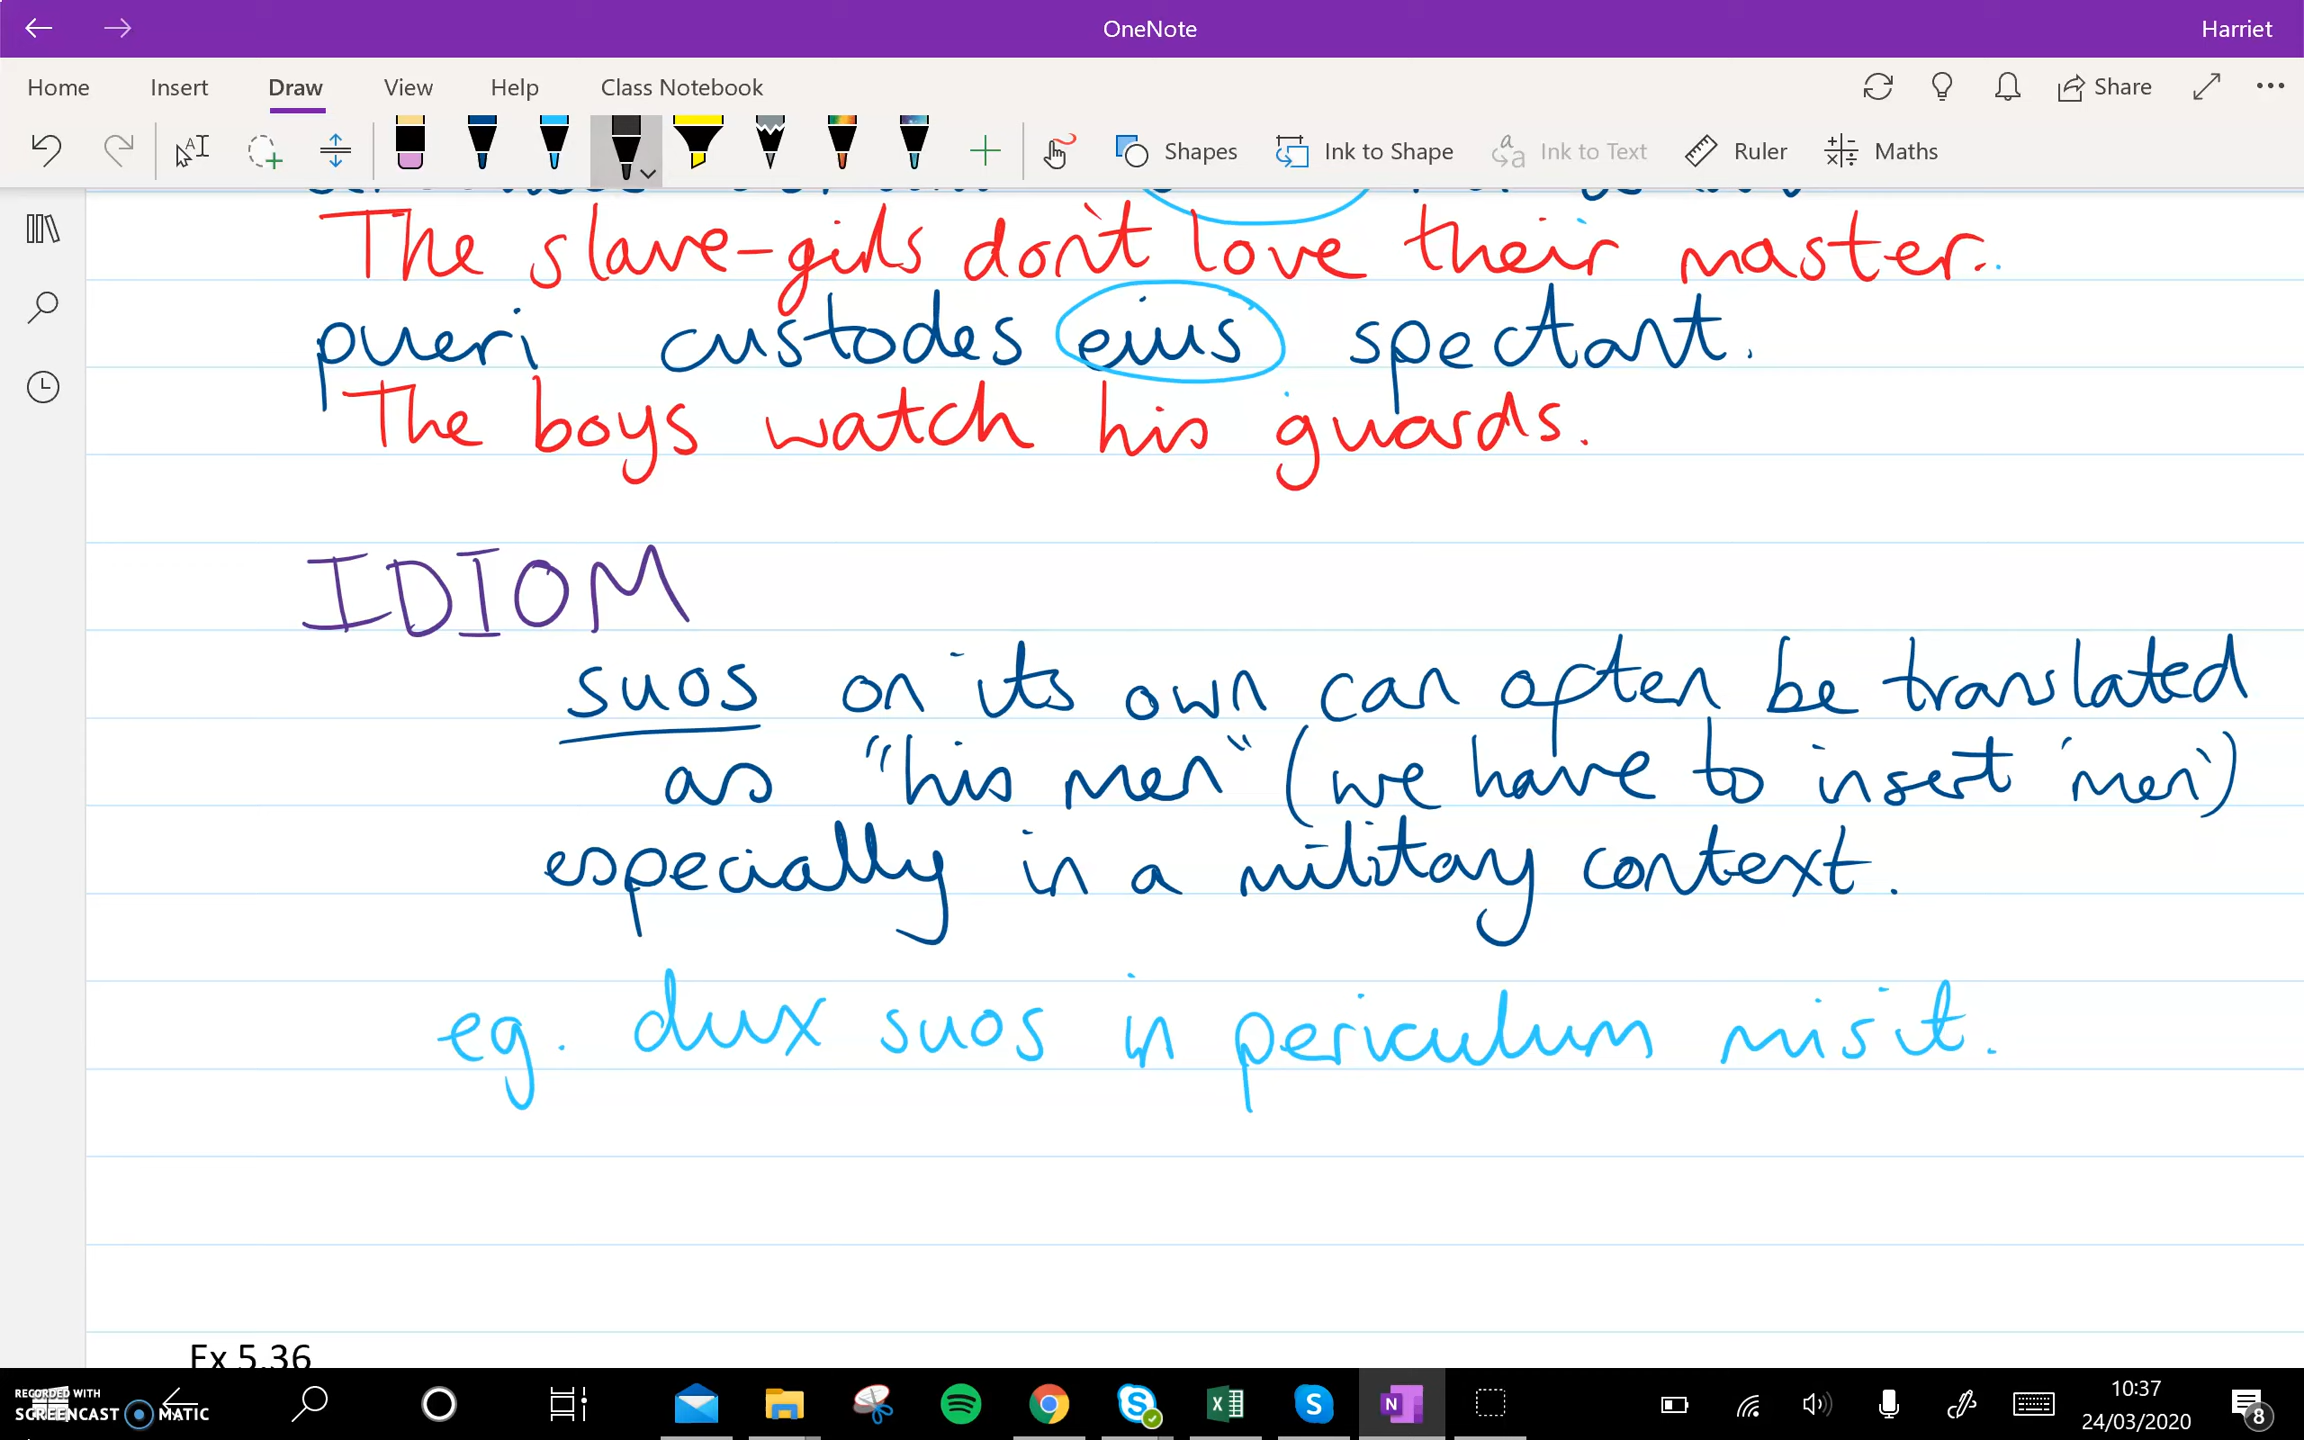 OneNote
Harriet
Home Insert Draw View Help Class Notebook
Share
Shapes Ink to Shape Ink to Text Ruler Maths
The slave-girls don't love their master.
pueri custodes eius spectant.
The boys watch his guards.
IDIOM
suos on its own can often be translated
as "his men" (we have to insert 'men')
especially in a military context.
eg. dux suos in periculum misit.
Ex 5.36
RECORDED WITH
SCREENCAST MATIC
10:37
24/03/2020
8